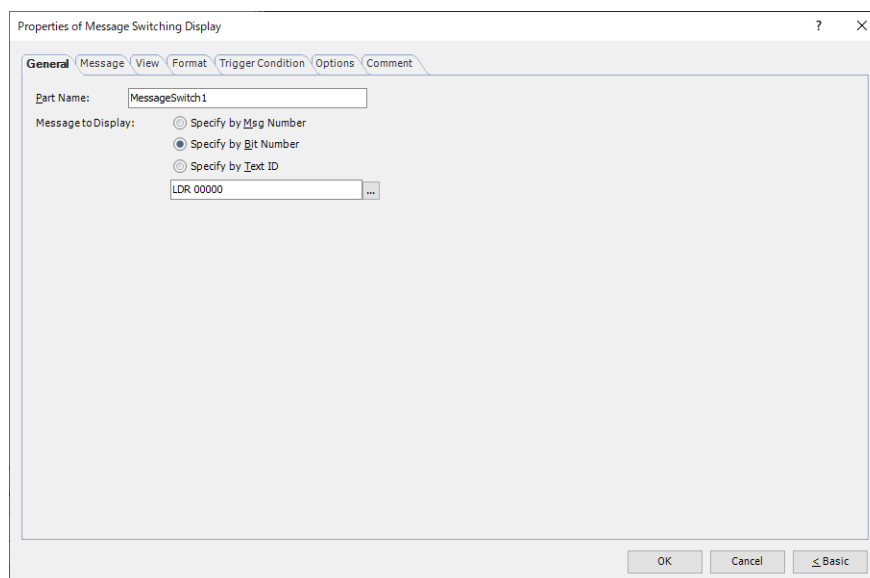 Properties of Message Switching Display ?
General Message View Format Trigger Condition Options Comment
Part Name: MessageSwitch1
Message to Display: Specify by Msg Number
Specify by Bit Number
Specify by Text ID
LDR 00000 ...
OK Cancel < Basic